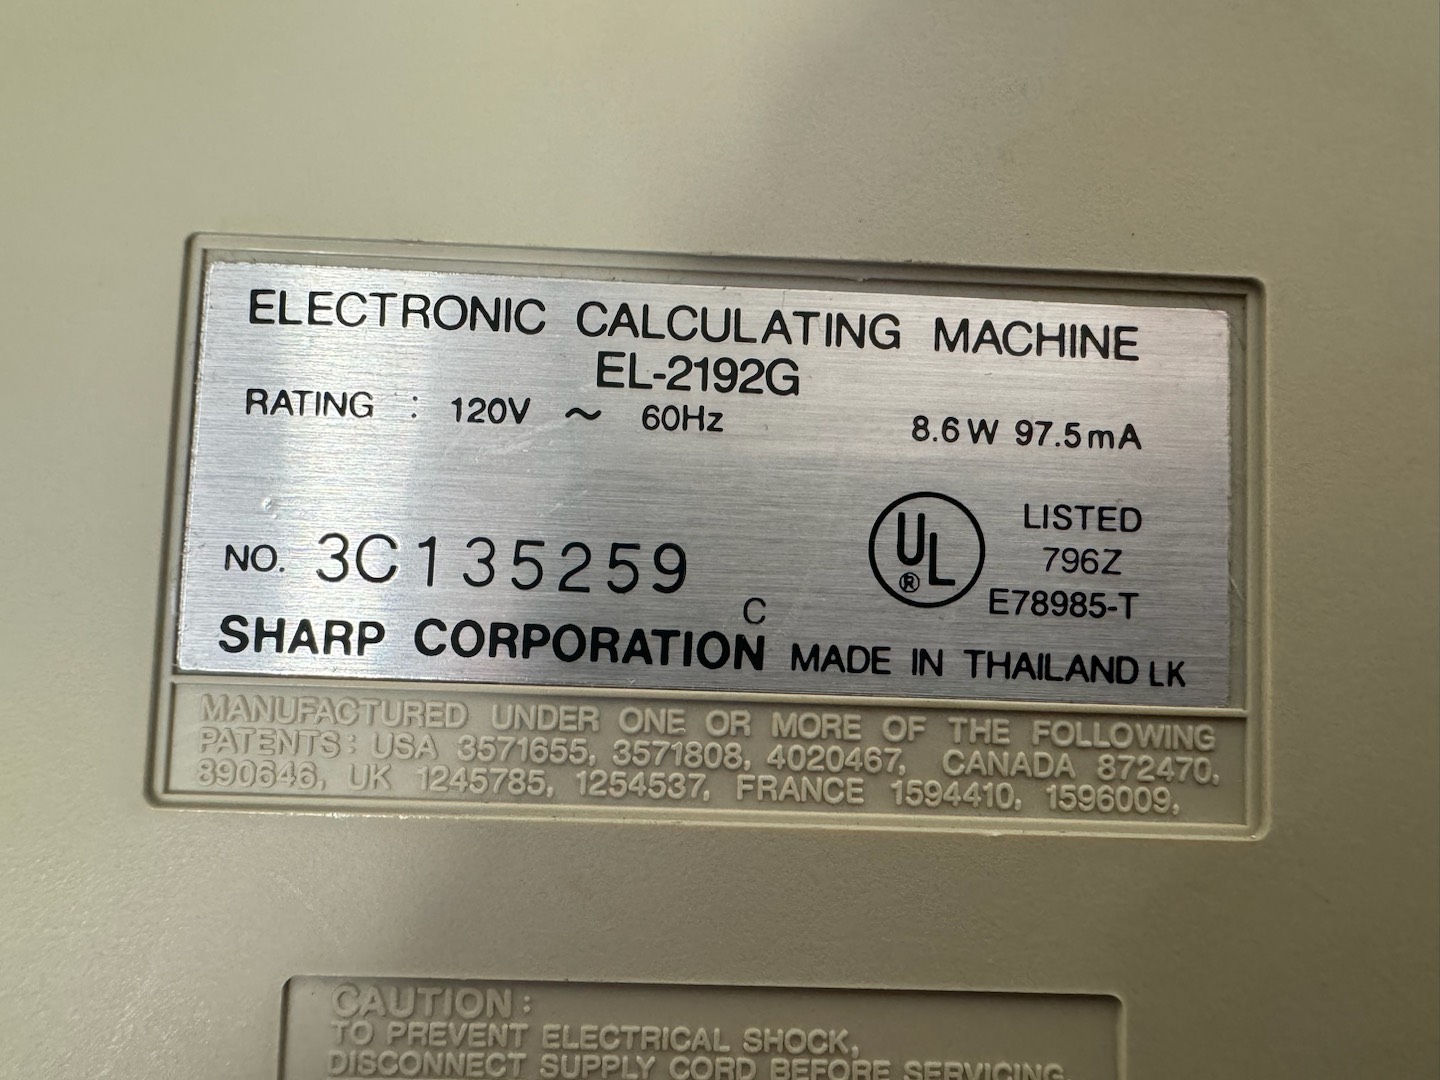 ELECTRONIC CALCULATING MACHINE
EL-2192G
RATING : 120V ~ 60Hz 8.6W 97.5mA
UL ®
LISTED
796Z
E78985-T
NO. 3C135259
C
SHARP CORPORATION MADE IN THAILAND LK
MANUFACTURED UNDER ONE OR MORE OF THE FOLLOWING
PATENTS: USA 3571655, 3571808, 4020467, CANADA 872470,
890646, UK 1245785, 1254537, FRANCE 1594410, 1596009,
CAUTION:
TO PREVENT ELECTRICAL SHOCK,
DISCONNECT SUPPLY CORD BEFORE SERVICING.